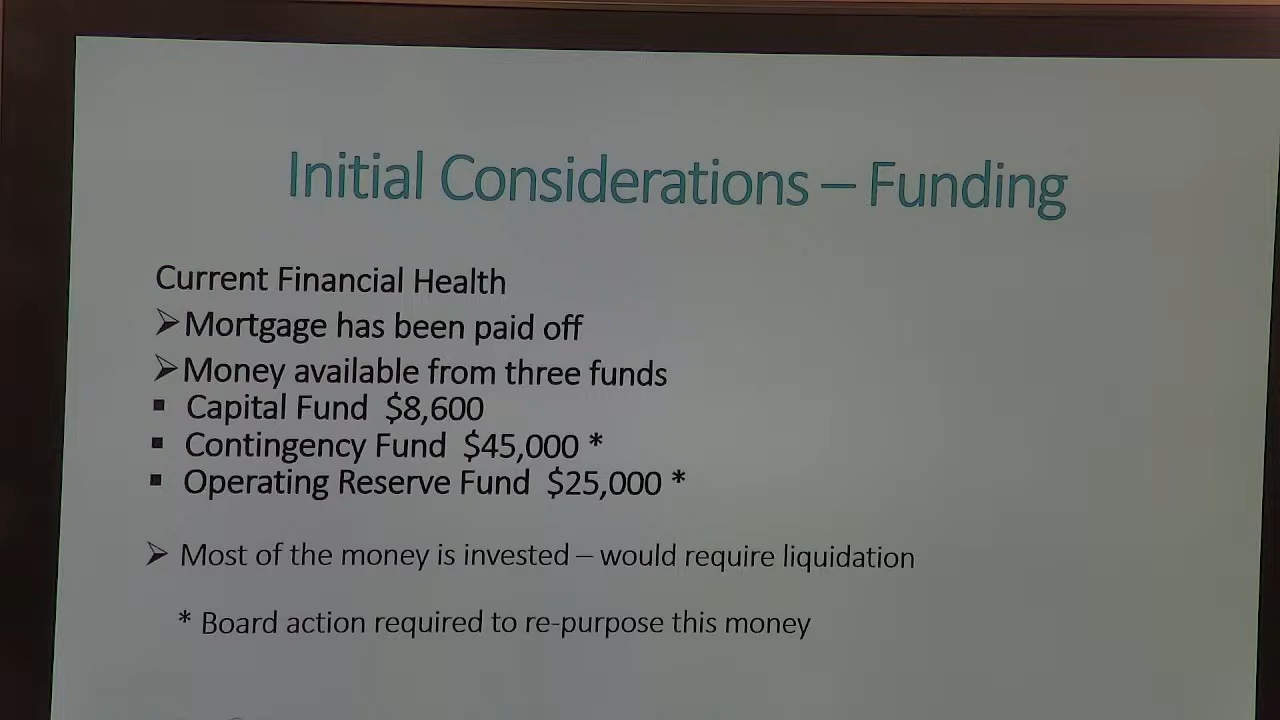 Initial Considerations – Funding
Current Financial Health
➢Mortgage has been paid off
➢Money available from three funds
▪ Capital Fund $8,600
▪ Contingency Fund $45,000 *
▪ Operating Reserve Fund $25,000 *
➢ Most of the money is invested – would require liquidation
* Board action required to re-purpose this money